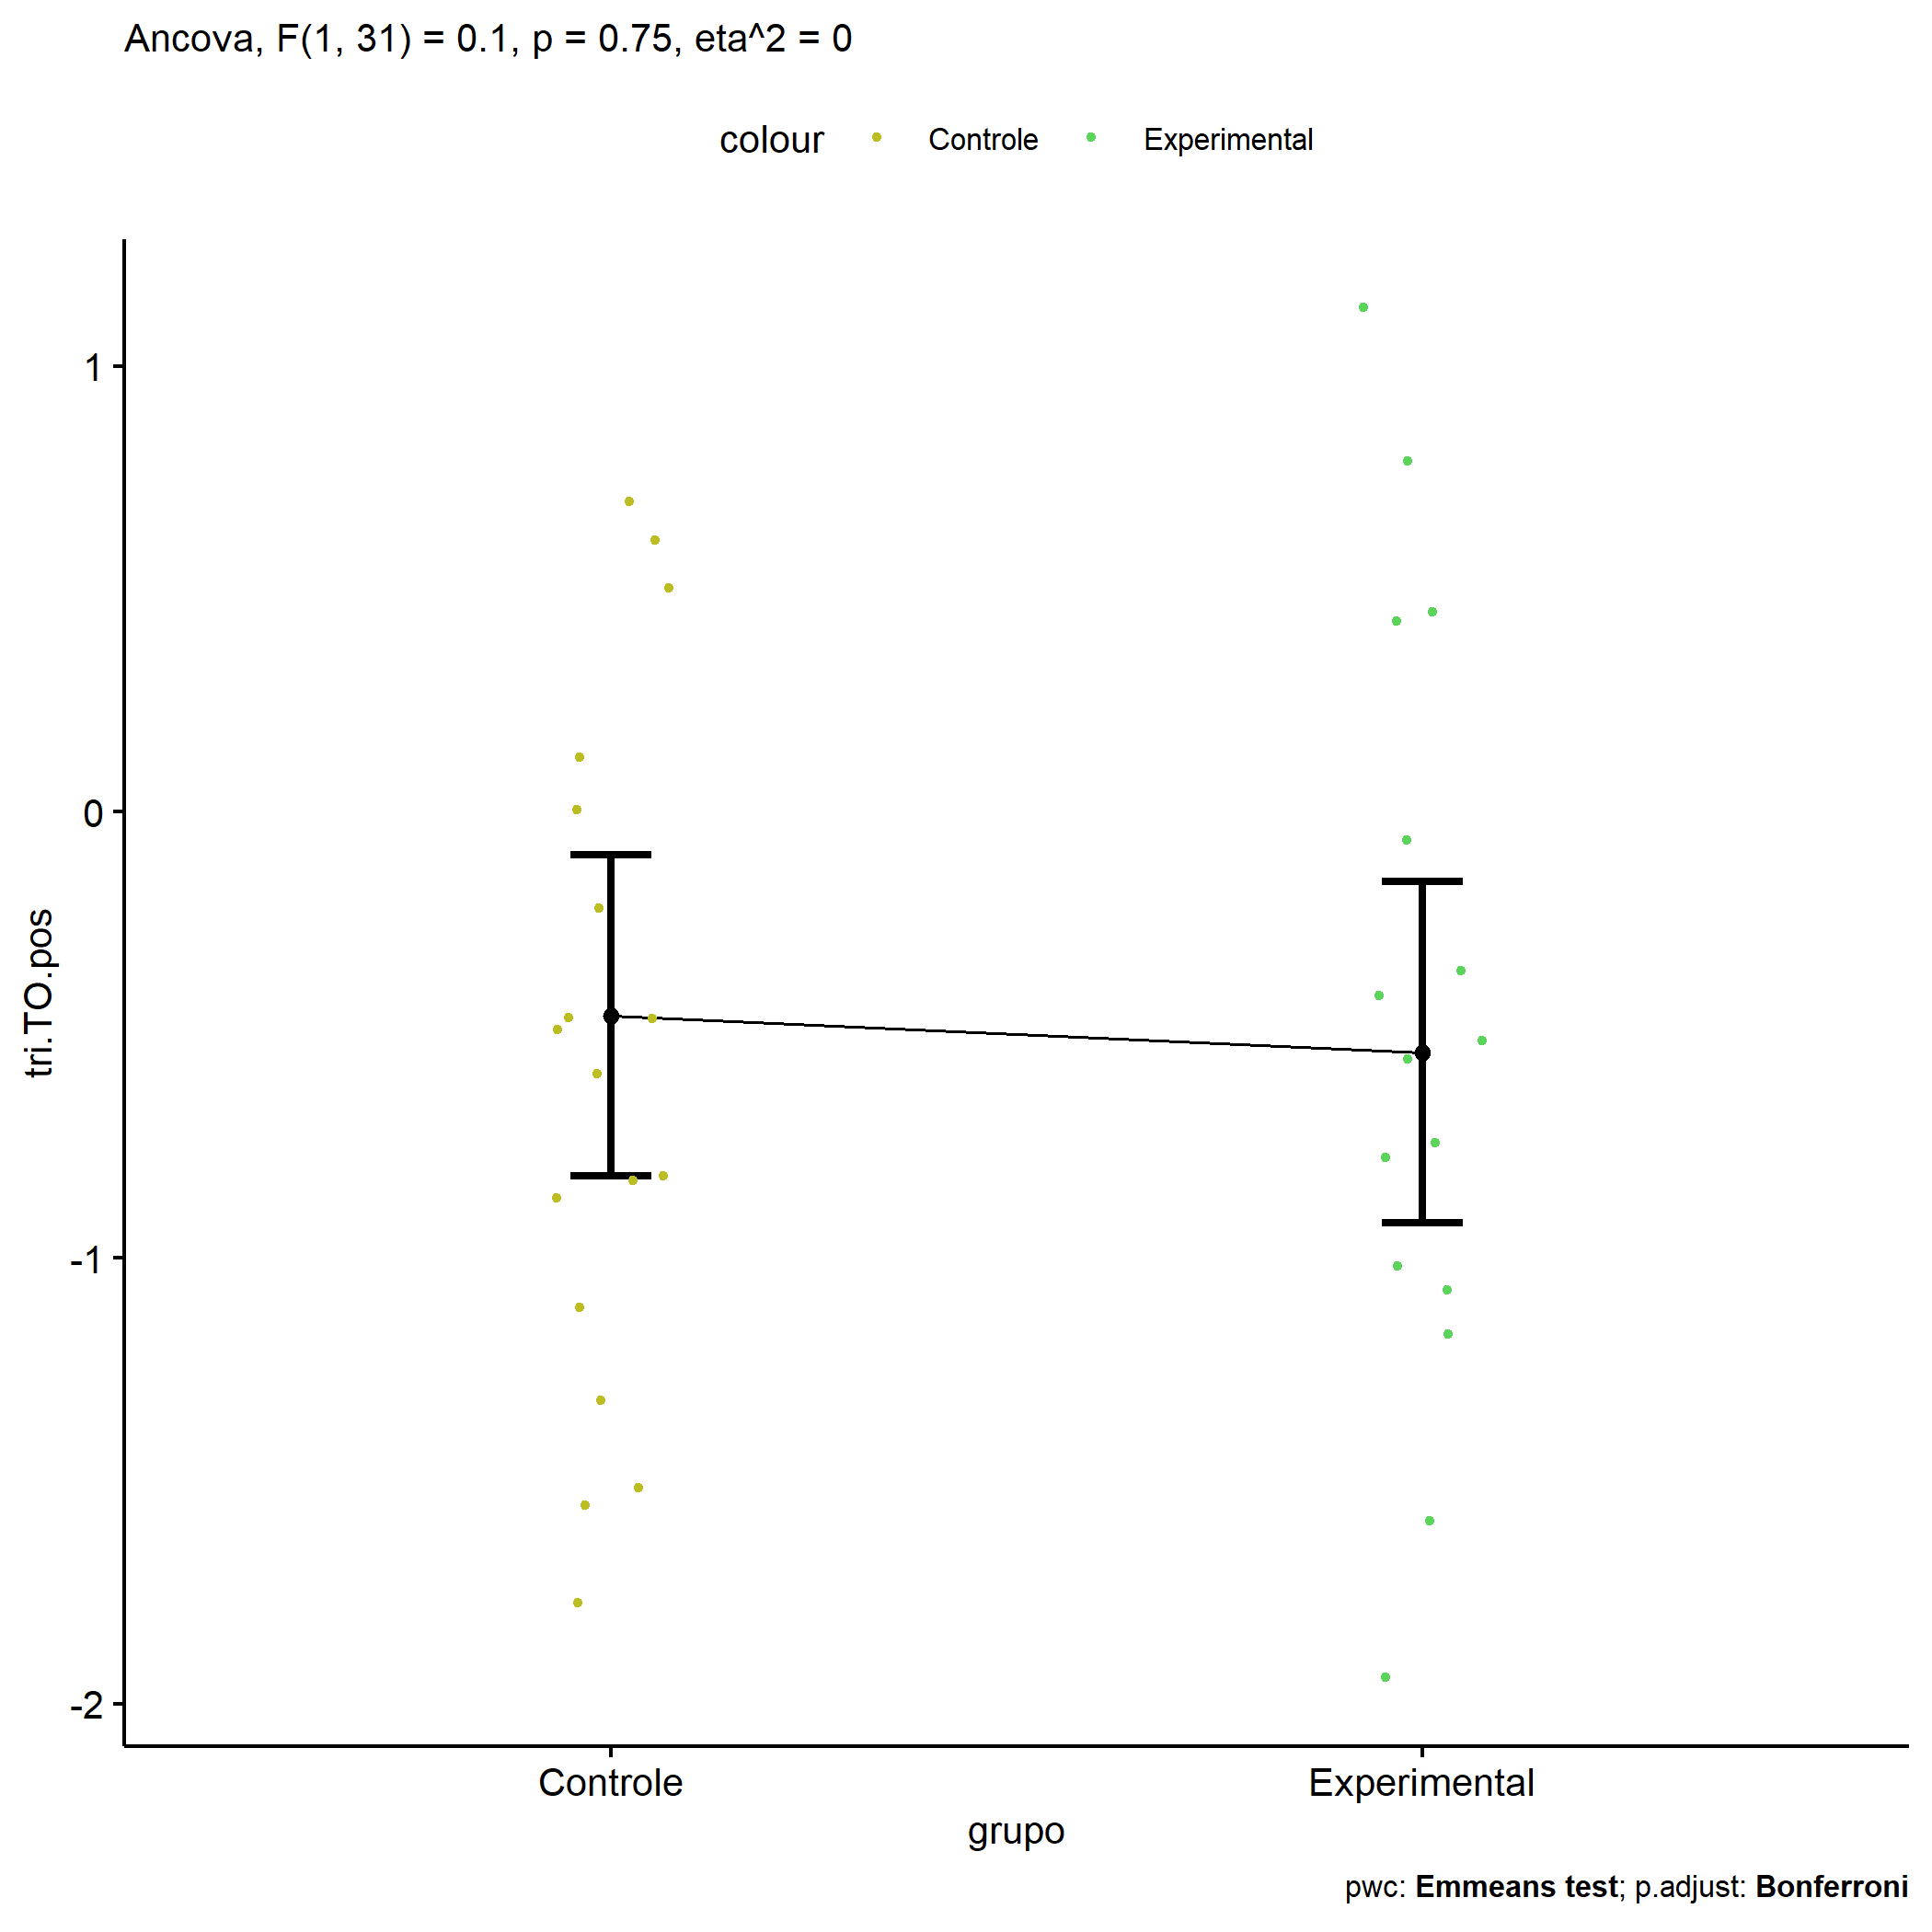 Ancova, F(1, 31) = 0.1, p = 0.75, eta^2 = 0
colour Controle Experimental
1
0
-1
-2
tri.TO.pos
Controle Experimental
grupo
pwc: Emmeans test; p.adjust: Bonferroni